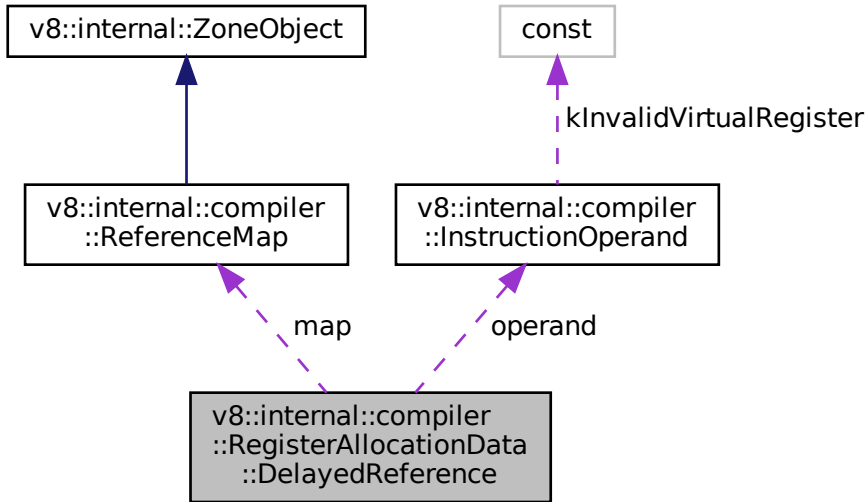 v8::internal::ZoneObject
const
kInvalidVirtualRegister
v8::internal::compiler
::ReferenceMap
v8::internal::compiler
::InstructionOperand
map
operand
v8::internal::compiler
::RegisterAllocationData
::DelayedReference